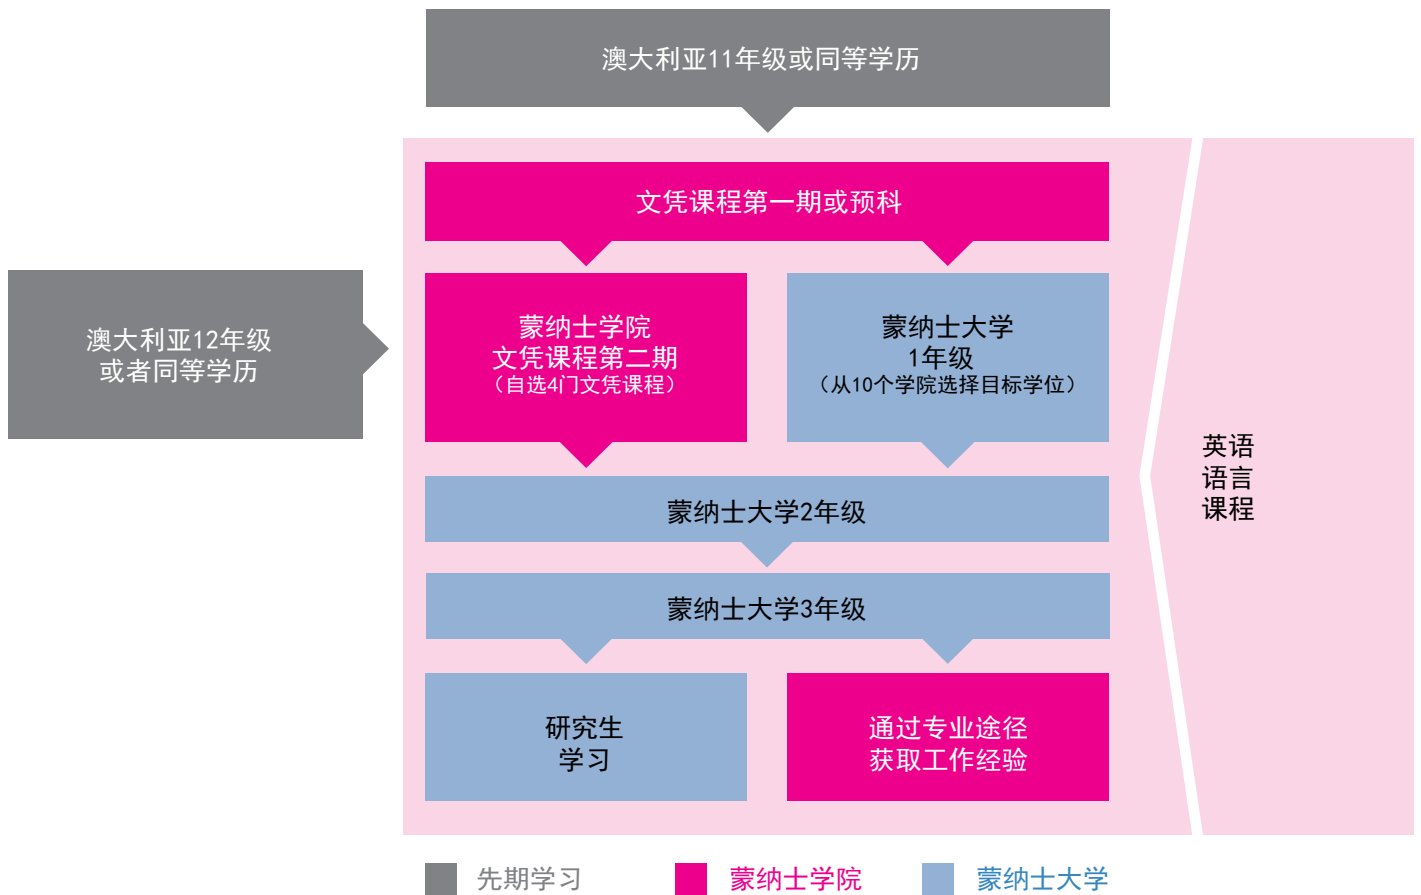 澳大利亚11年级或同等学历
文凭课程第一期或预科
澳大利亚12年级
或者同等学历
蒙纳士学院
文凭课程第二期
（自选4门文凭课程）
蒙纳士大学
1年级
（从10个学院选择目标学位）
英语
语言
课程
蒙纳士大学2年级
蒙纳士大学3年级
研究生
学习
通过专业途径
获取工作经验
先期学习
蒙纳士学院
蒙纳士大学